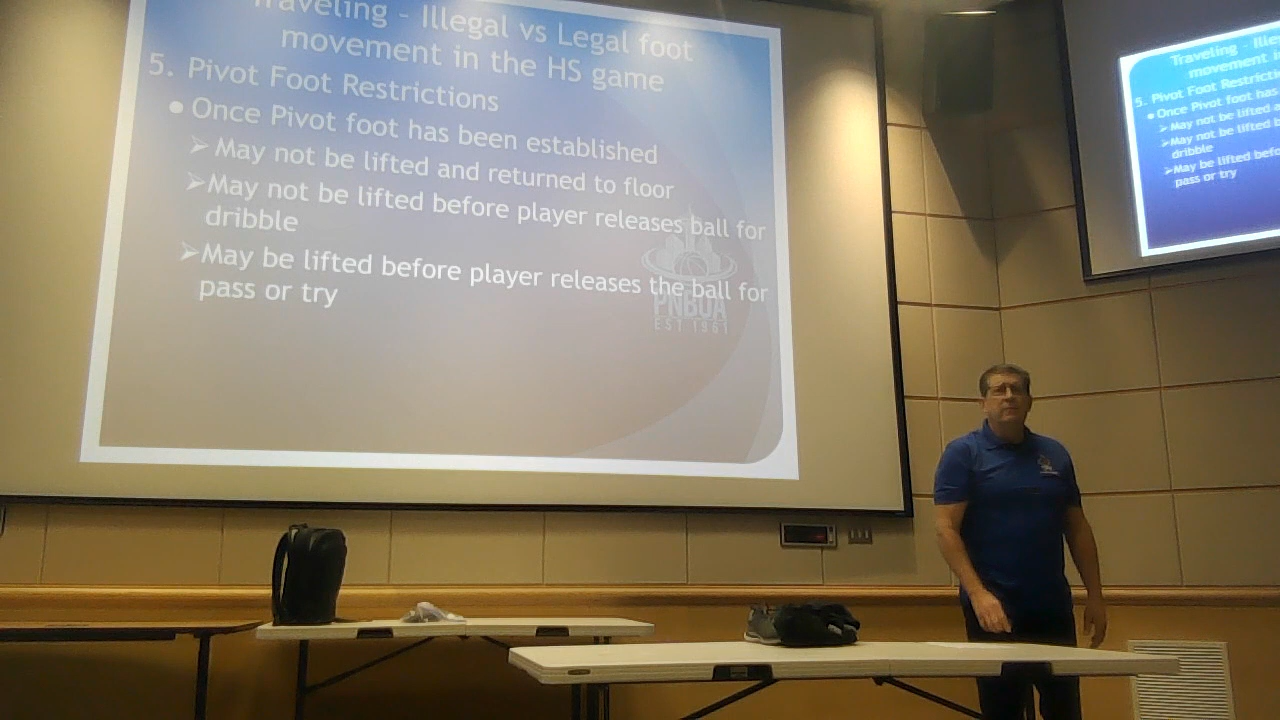 Traveling - Illegal vs Legal foot
movement in the HS game
5. Pivot Foot Restrictions
• Once Pivot foot has been established
➢ May not be lifted and returned to floor
➢ May not be lifted before player releases ball for
dribble
➢ May be lifted before player releases the ball for
pass or try
PNBOA
EST 1961
Traveling - Ille
movement i
5. Pivot Foot Restricti
• Once Pivot foot has
➢ May not be lifted a
➢ May not be lifted b
dribble
➢ May be lifted befo
pass or try